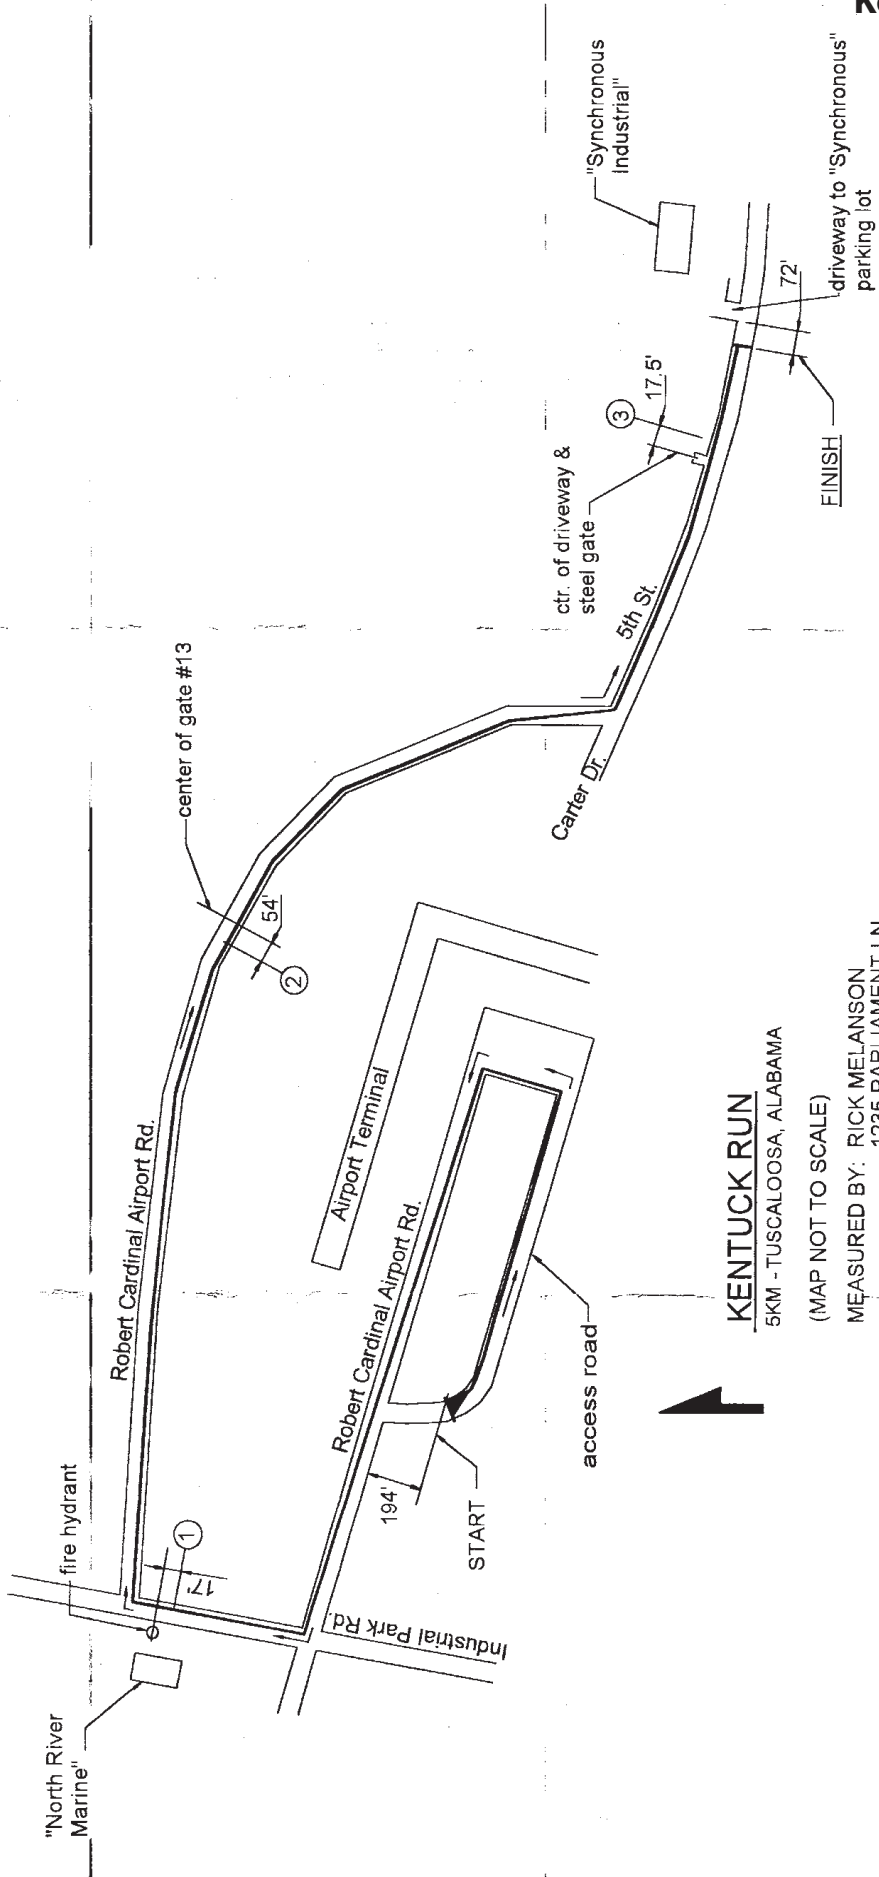 "North River
Marine"
fire hydrant
1
17'
Industrial Park Rd.
Robert Cardinal Airport Rd.
194'
START
access road
Robert Cardinal Airport Rd.
Airport Terminal
center of gate #13
54'
2
Carter Dr.
5th St.
ctr. of driveway &
steel gate
3
17.5'
"Synchronous
Industrial"
driveway to "Synchronous"
parking lot
72'
FINISH
KENTUCK RUN
5KM - TUSCALOOSA, ALABAMA
(MAP NOT TO SCALE)
MEASURED BY: RICK MELANSON
1235 PARLIAMENT LN